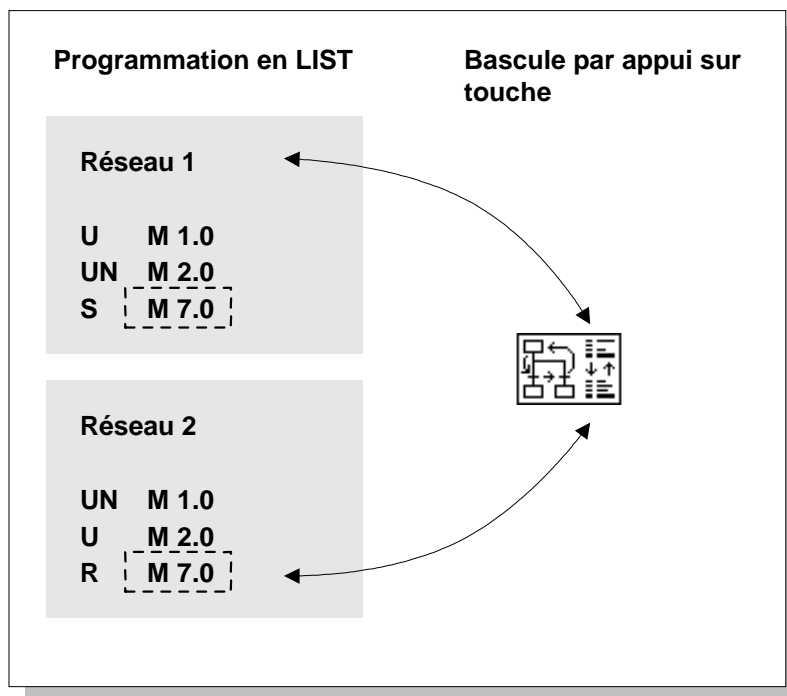 Programmation en LIST
Bascule par appui sur
touche
Réseau 1
U M 1.0
UN M 2.0
S M 7.0
Réseau 2
UN M 1.0
U M 2.0
R M 7.0